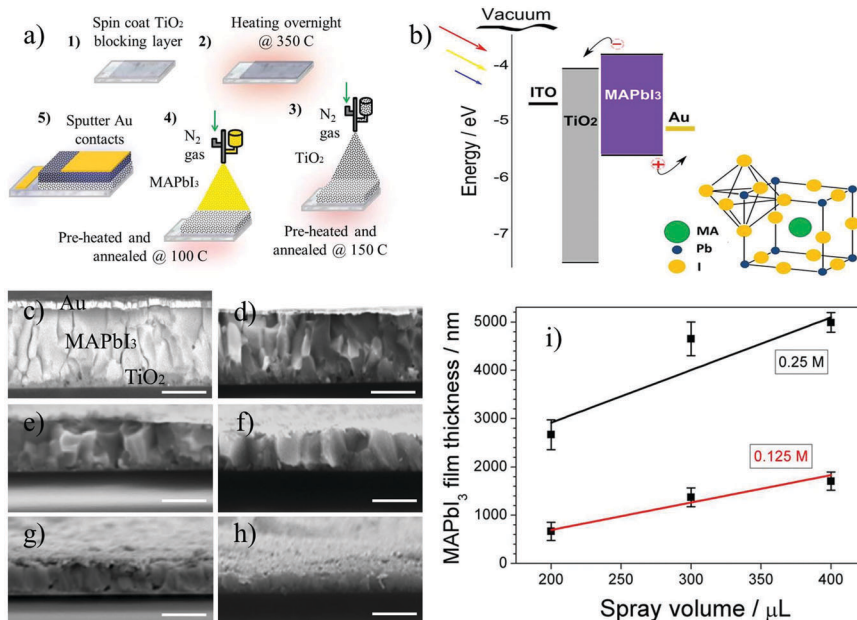 a)
1)
Spin coat TiO2
blocking layer
2)
Heating overnight
@ 350 C
3)
N2
gas
TiO2
Pre-heated and
annealed @ 150 C
4)
N2
gas
MAPbI3
Pre-heated and
annealed @ 100 C
5)
Sputter Au
contacts
b)
Vacuum
Energy / eV
-4
-5
-6
-7
ITO
TiO2
MAPbI3
Au
−
+
MA
Pb
I
c)
Au
MAPbI3
TiO2
d)
e)
f)
g)
h)
i)
MAPbI3 film thickness / nm
5000
4000
3000
2000
1000
0
0.25 M
0.125 M
200
250
300
350
400
Spray volume / μL